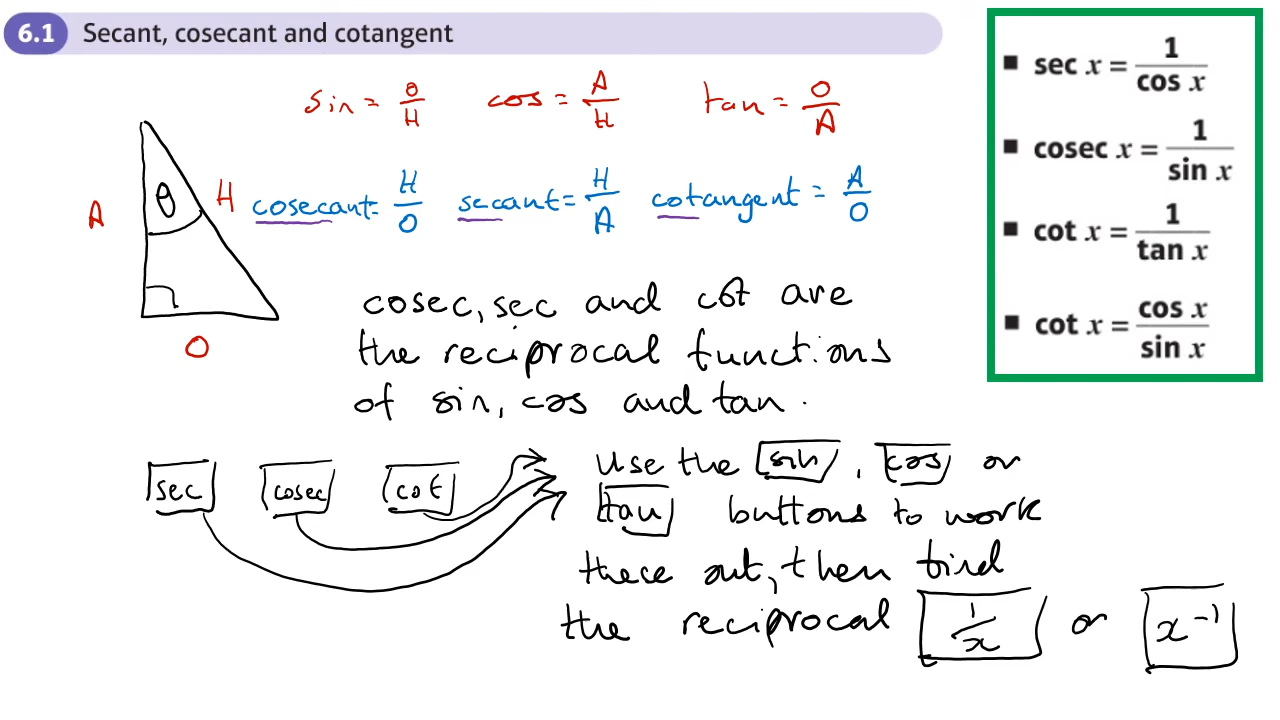 6.1 Secant, cosecant and cotangent
sin = O/H cos = A/H tan = O/A
A θ H O
cosecant = H/O secant = H/A cotangent = A/O
cosec, sec and cot are
the reciprocal functions
of sin, cos and tan.
sec cosec cot
Use the sin, cos or
tan buttons to work
these out, then find
the reciprocal 1/x or x⁻¹
■ sec x = 1/cos x
■ cosec x = 1/sin x
■ cot x = 1/tan x
■ cot x = cos x/sin x